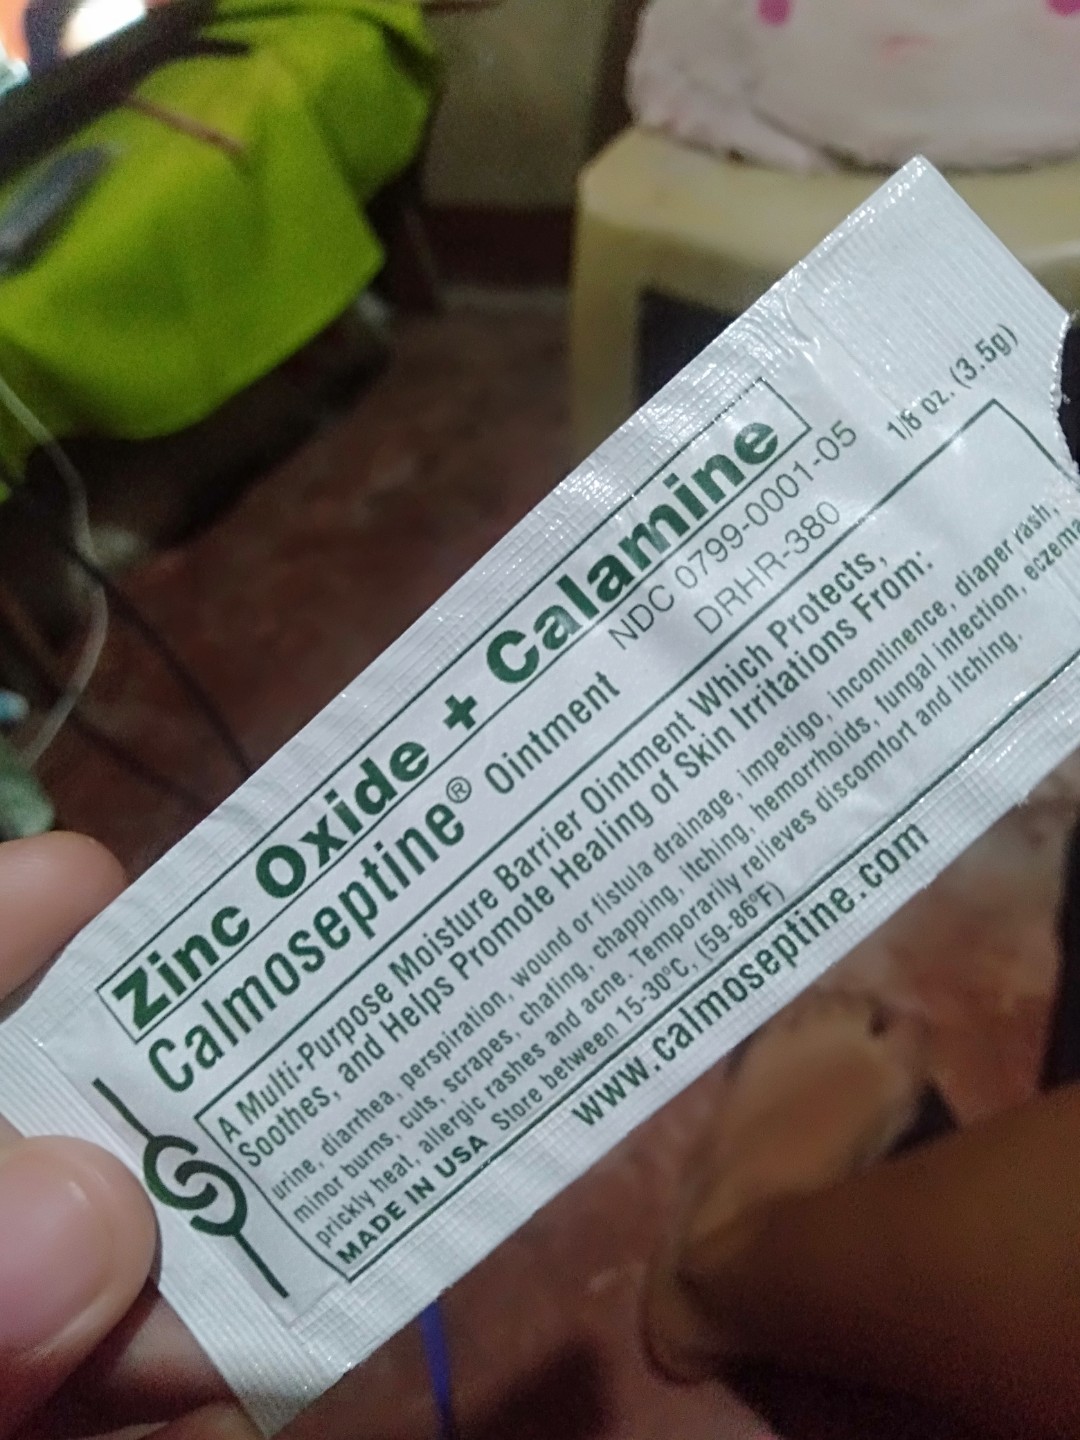 Zinc Oxide + Calamine
Calmoseptine® Ointment
NDC 0799-0001-05
DRHR-380
1/8 oz. (3.5g)
A Multi-Purpose Moisture Barrier Ointment Which Protects,
Soothes, and Helps Promote Healing of Skin Irritations From:
urine, diarrhea, perspiration, wound or fistula drainage, impetigo, incontinence, diaper rash,
minor burns, cuts, scrapes, chafing, chapping, itching, hemorrhoids, fungal infection, eczema
prickly heat, allergic rashes and acne. Temporarily relieves discomfort and itching.
MADE IN USA Store between 15-30°C, (59-86°F)
www.calmoseptine.com